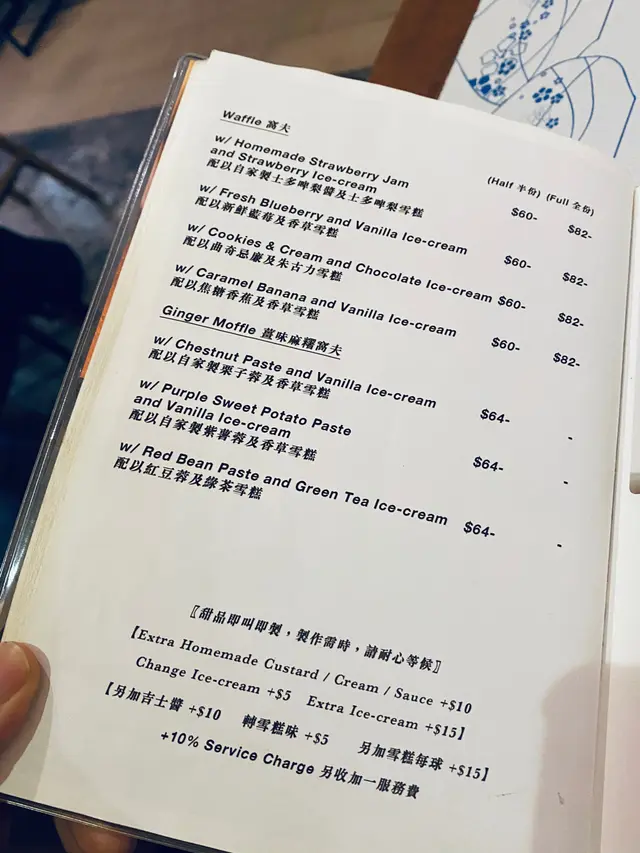 Waffle 窩夫
(Half 半份) (Full 全份)
w/ Homemade Strawberry Jam
and Strawberry Ice-cream $60- $82-
配以自家製士多啤梨醬及士多啤梨雪糕
w/ Fresh Blueberry and Vanilla Ice-cream $60- $82-
配以新鮮藍莓及香草雪糕
w/ Cookies & Cream and Chocolate Ice-cream $60- $82-
配以曲奇忌廉及朱古力雪糕
w/ Caramel Banana and Vanilla Ice-cream $60- $82-
配以焦糖香蕉及香草雪糕
Ginger Moffle 薑味麻糬窩夫
w/ Chestnut Paste and Vanilla Ice-cream $64- -
配以自家製栗子蓉及香草雪糕
w/ Purple Sweet Potato Paste
and Vanilla Ice-cream $64- -
配以自家製紫薯蓉及香草雪糕
w/ Red Bean Paste and Green Tea Ice-cream $64- -
配以紅豆蓉及綠茶雪糕
〖甜品即叫即製，製作需時，請耐心等候〗
【Extra Homemade Custard / Cream / Sauce +$10
Change Ice-cream +$5 Extra Ice-cream +$15】
【另加吉士醬 +$10 轉雪糕味 +$5 另加雪糕每球 +$15】
+10% Service Charge 另收加一服務費